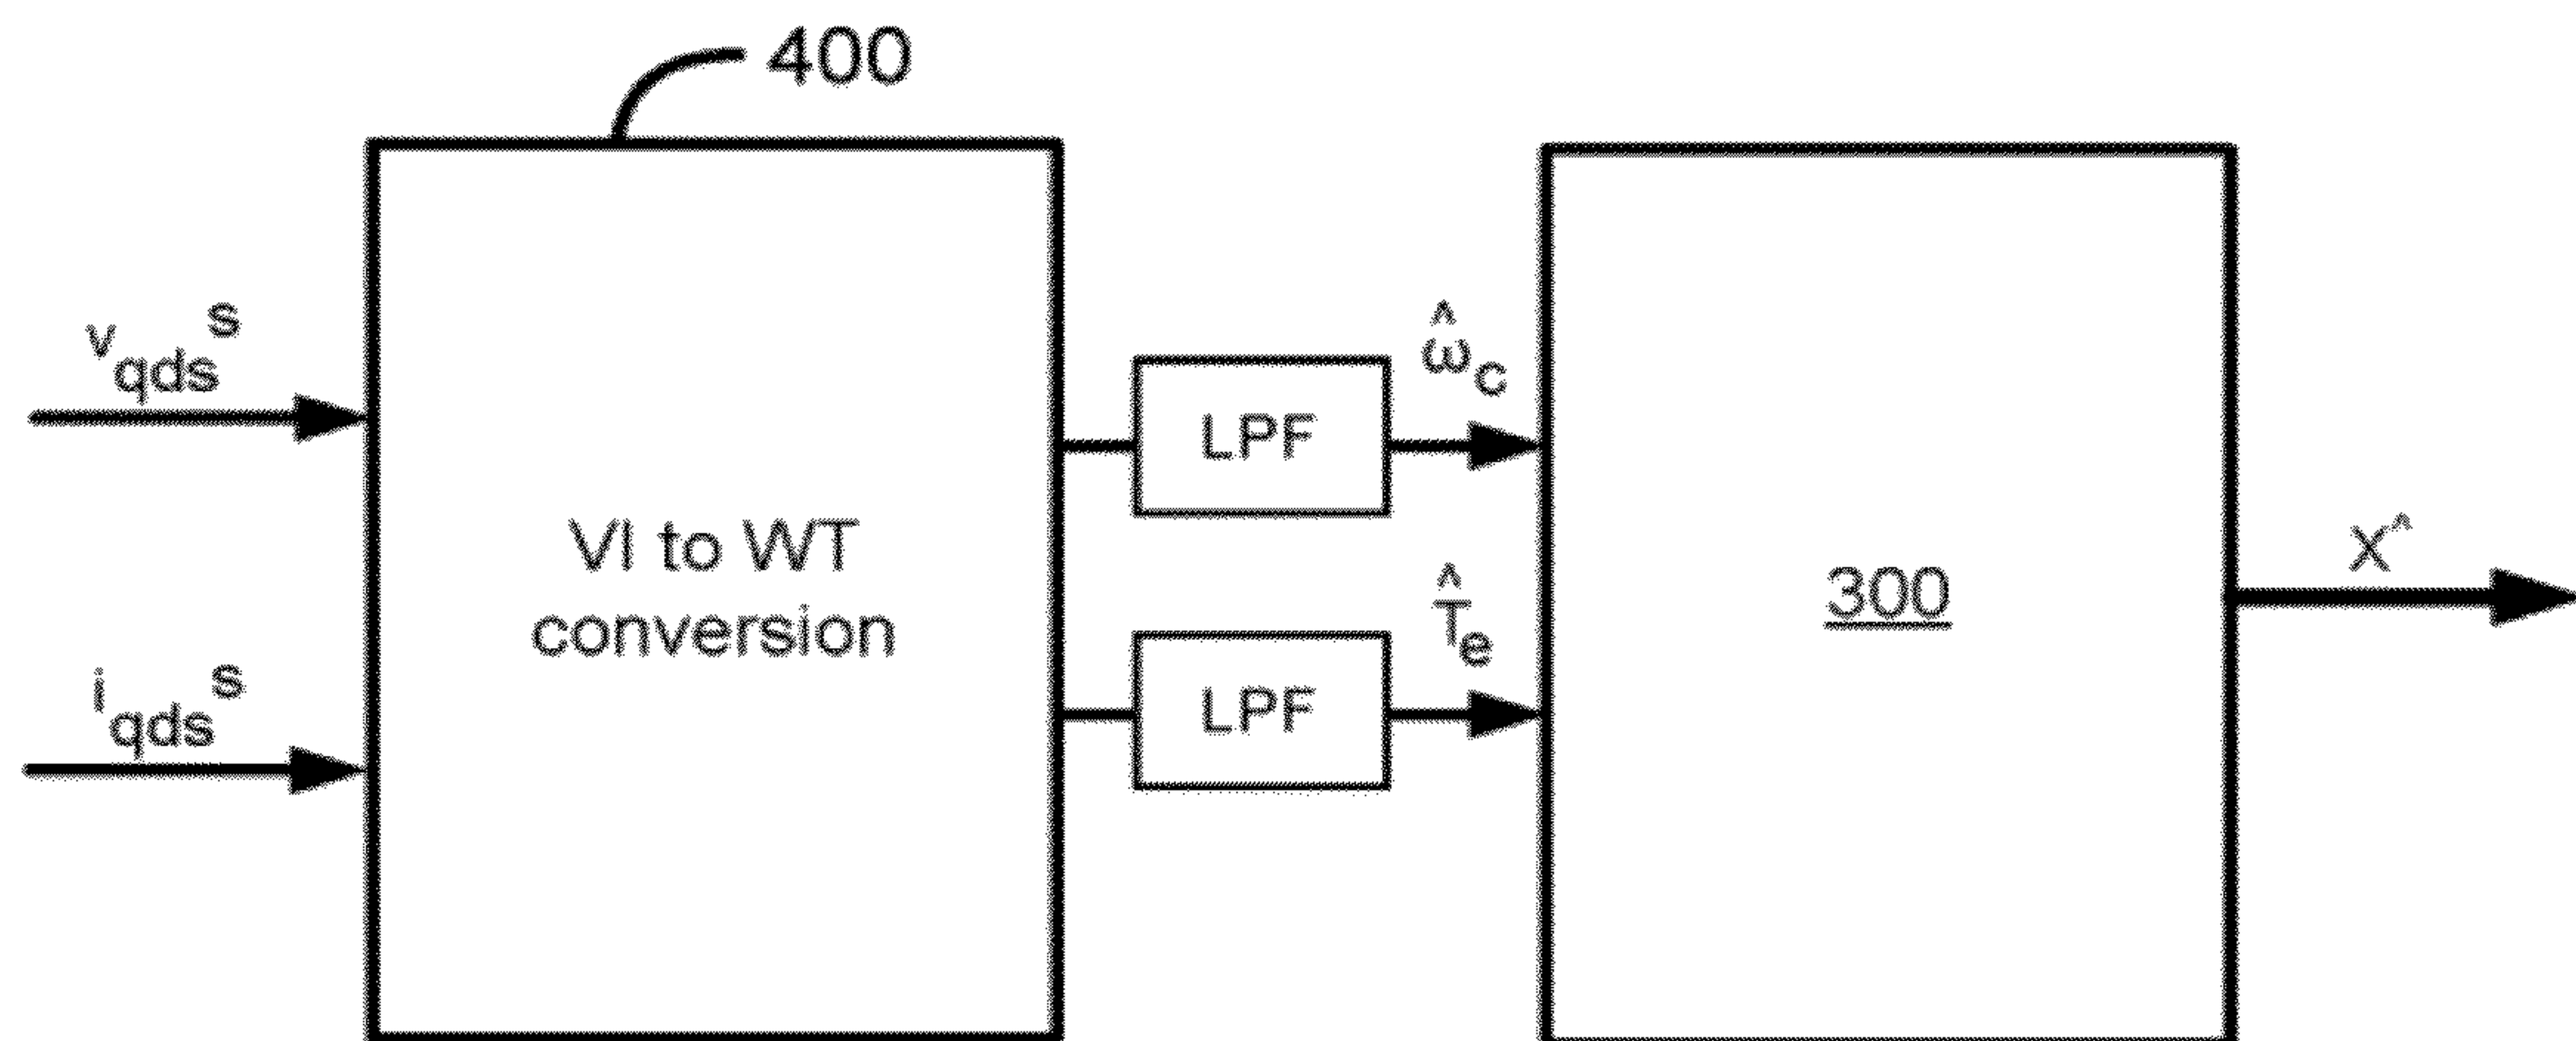 400
v_qds^s
i_qds^s
VI to WT
conversion
LPF
ω̂_c
LPF
T̂_e
300
X^